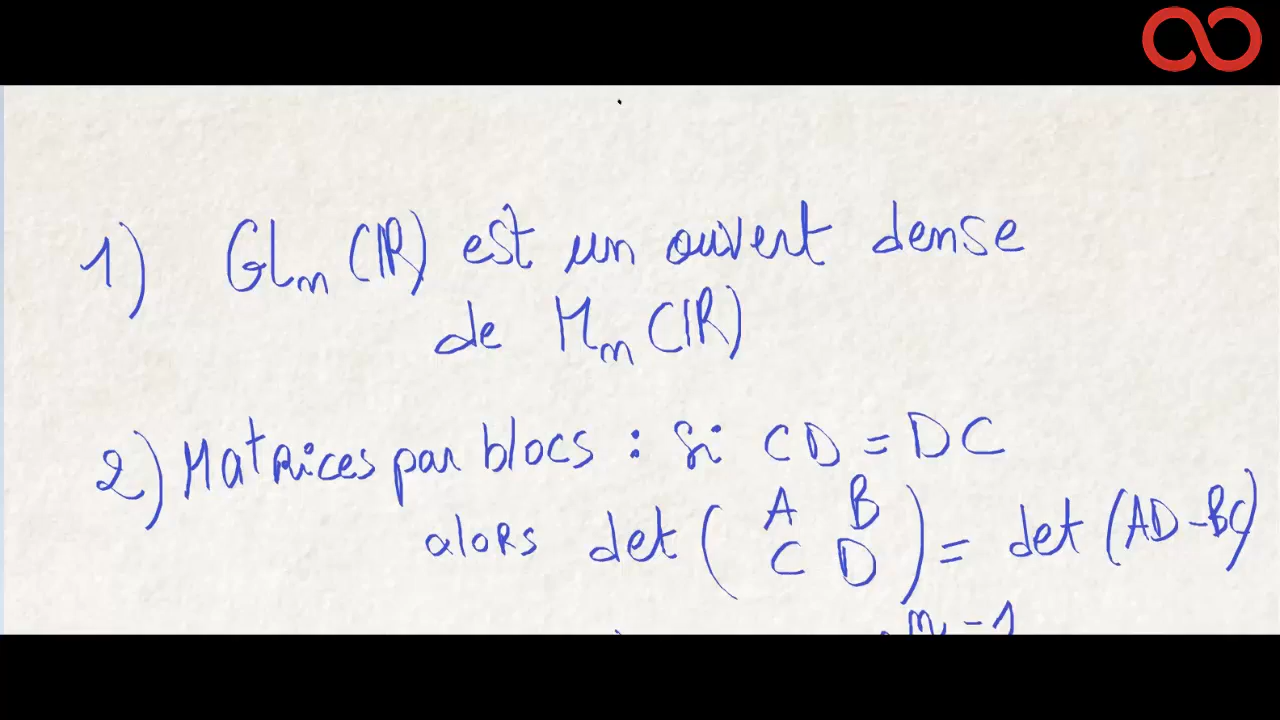 1) GLn (IR) est un ouvert dense
de Mn (IR)
2) Matrices par blocs : si CD = DC
alors det ( A B
C D ) = det (AD - BC)
n - 1